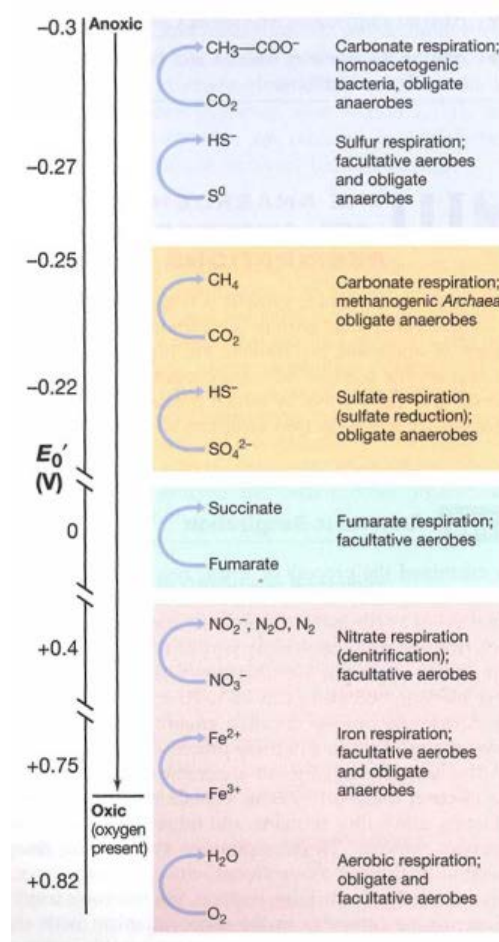 −0.3
Anoxic
CH3—COO⁻
CO₂
Carbonate respiration;
homoacetogenic
bacteria, obligate
anaerobes
−0.27
HS⁻
S⁰
Sulfur respiration;
facultative aerobes
and obligate
anaerobes
−0.25
CH₄
CO₂
Carbonate respiration;
methanogenic Archaea
obligate anaerobes
−0.22
HS⁻
SO₄²⁻
Sulfate respiration
(sulfate reduction);
obligate anaerobes
E₀′
(V)
0
Succinate
Fumarate
Fumarate respiration;
facultative aerobes
+0.4
NO₂⁻, N₂O, N₂
NO₃⁻
Nitrate respiration
(denitrification);
facultative aerobes
+0.75
Fe²⁺
Fe³⁺
Iron respiration;
facultative aerobes
and obligate
anaerobes
Oxic
(oxygen
present)
+0.82
H₂O
O₂
Aerobic respiration;
obligate and
facultative aerobes